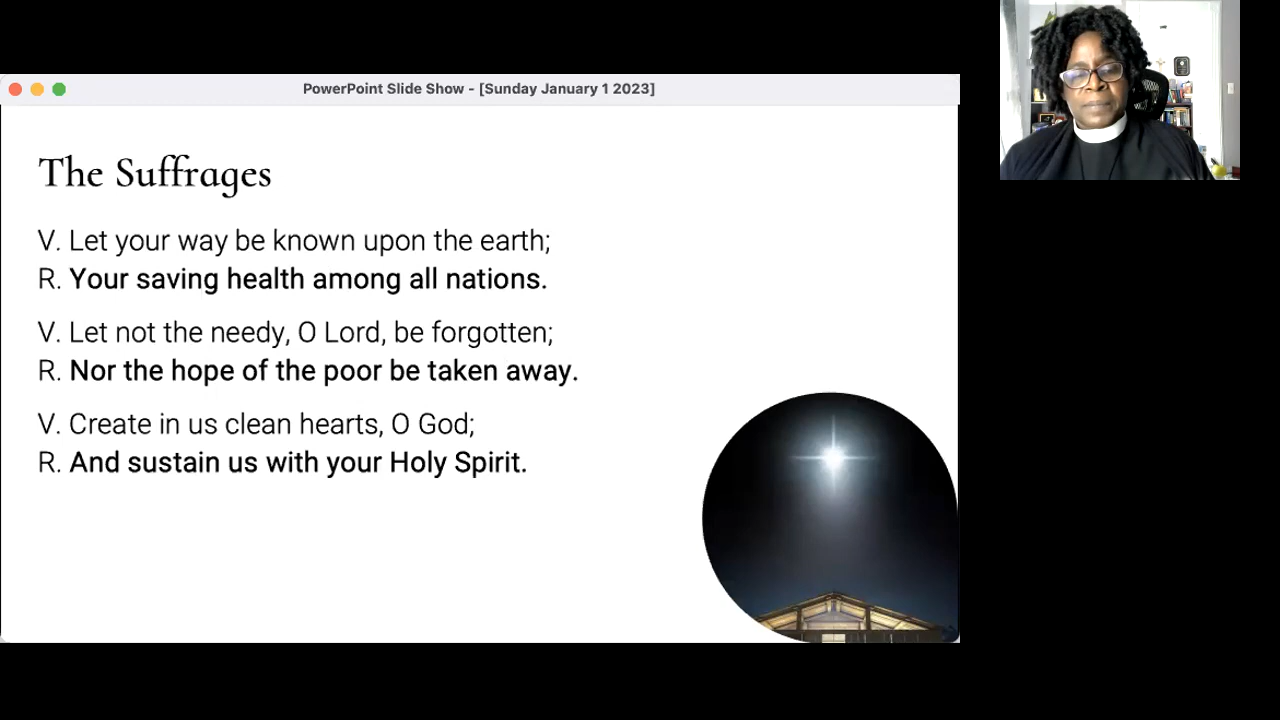 PowerPoint Slide Show - [Sunday January 1 2023]
The Suffrages
V. Let your way be known upon the earth;
R. Your saving health among all nations.
V. Let not the needy, O Lord, be forgotten;
R. Nor the hope of the poor be taken away.
V. Create in us clean hearts, O God;
R. And sustain us with your Holy Spirit.